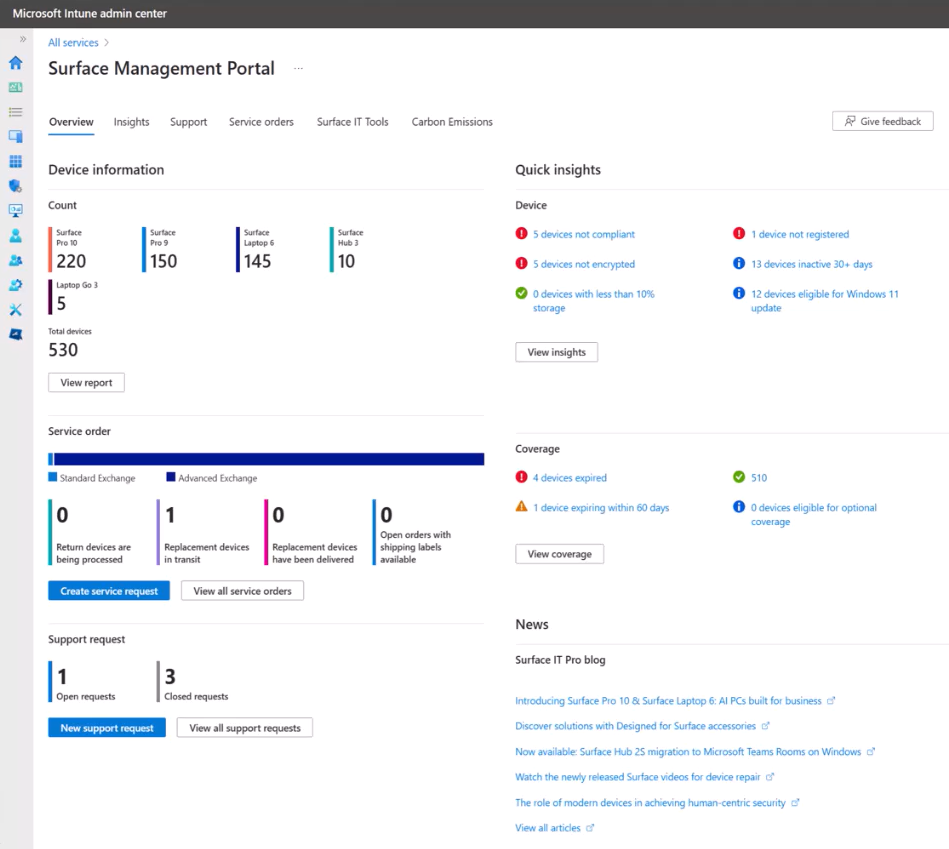 Microsoft Intune admin center
All services
Surface Management Portal ...
Overview Insights Support Service orders Surface IT Tools Carbon Emissions
Give feedback
Device information
Count
Surface
Pro 10
220
Surface
Pro 9
150
Surface
Laptop 6
145
Surface
Hub 3
10
Laptop Go 3
5
Total devices
530
View report
Service order
Standard Exchange Advanced Exchange
0
Return devices are
being processed
1
Replacement devices
in transit
0
Replacement devices
have been delivered
0
Open orders with
shipping labels
available
Create service request View all service orders
Support request
1
Open requests
3
Closed requests
New support request View all support requests
Quick insights
Device
5 devices not compliant
1 device not registered
5 devices not encrypted
13 devices inactive 30+ days
0 devices with less than 10%
storage
12 devices eligible for Windows 11
update
View insights
Coverage
4 devices expired
510
1 device expiring within 60 days
0 devices eligible for optional
coverage
View coverage
News
Surface IT Pro blog
Introducing Surface Pro 10 & Surface Laptop 6: AI PCs built for business
Discover solutions with Designed for Surface accessories
Now available: Surface Hub 2S migration to Microsoft Teams Rooms on Windows
Watch the newly released Surface videos for device repair
The role of modern devices in achieving human-centric security
View all articles